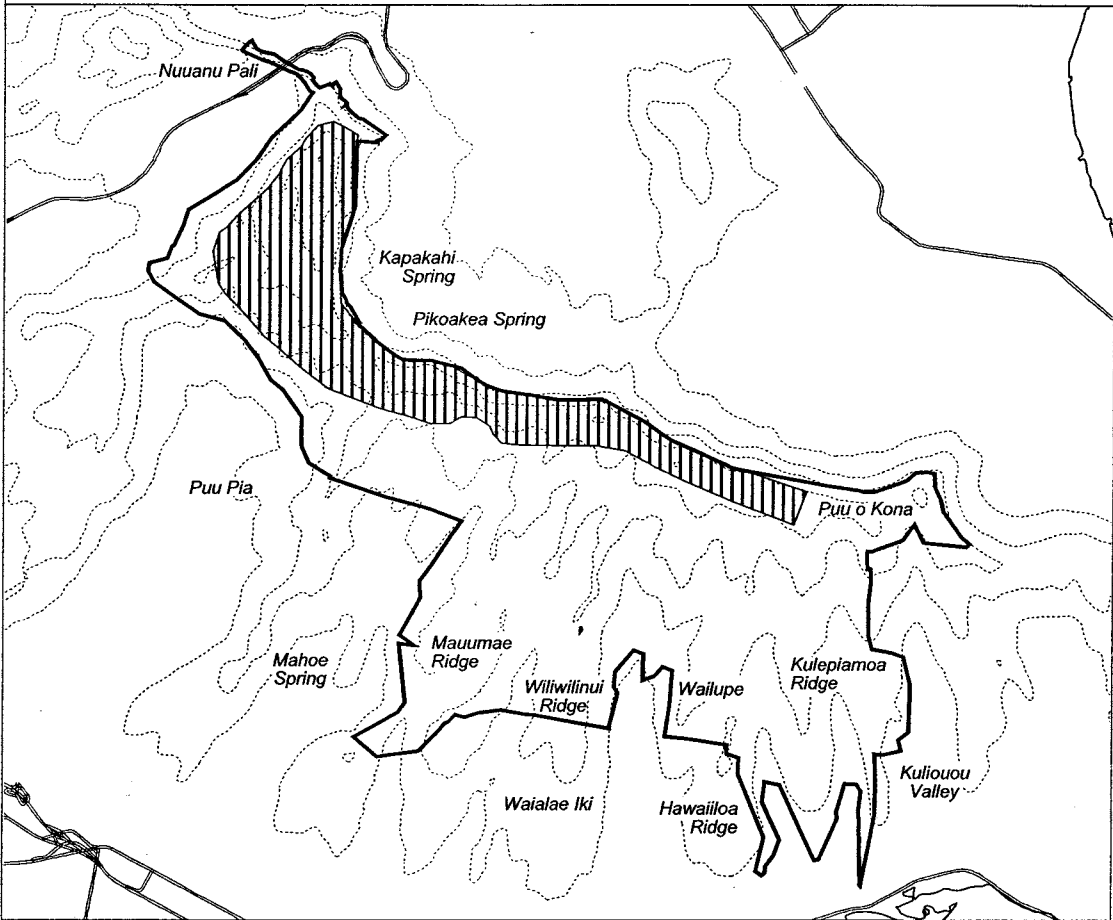 Nuuanu Pali
Kapakahi
Spring
Pikoakea Spring
Puu Pia
Puu o Kona
Mauumae
Ridge
Mahoe
Spring
Wiliwilinui
Ridge
Wailupe
Kulepiamoa
Ridge
Kuliouou
Valley
Waialae Iki
Hawaiiloa
Ridge